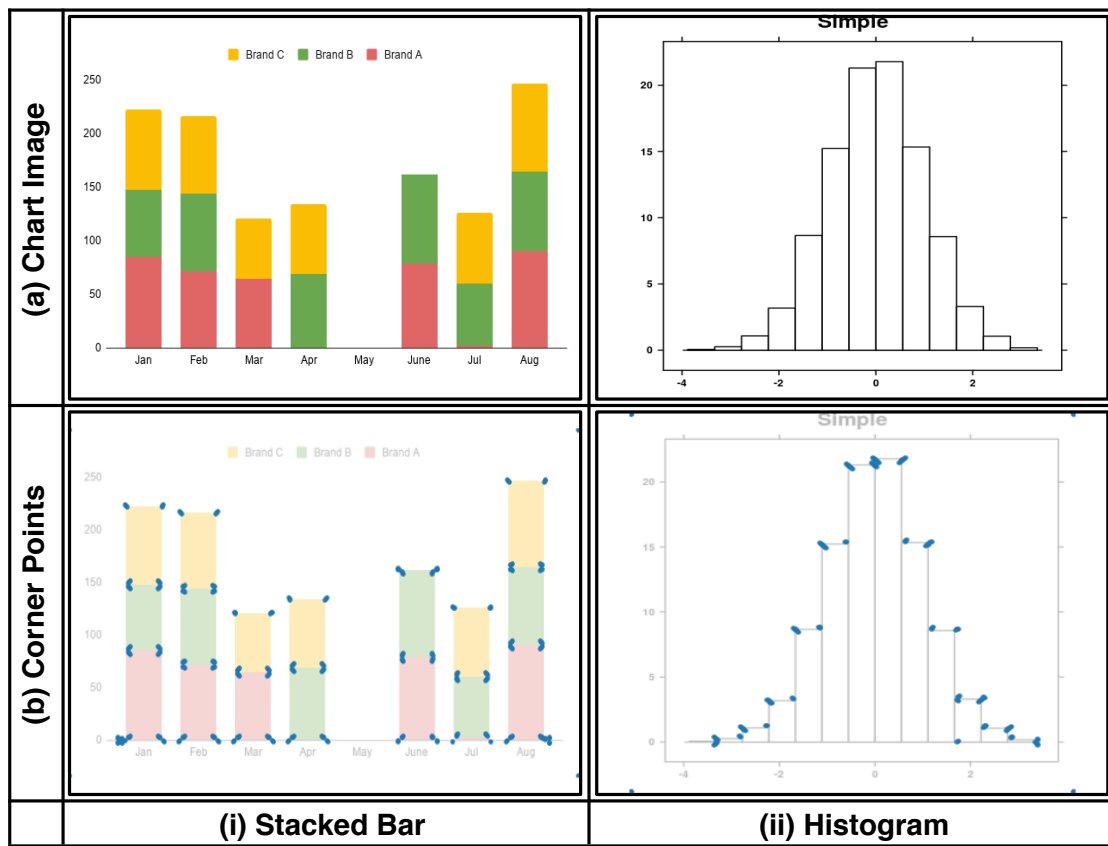 (a) Chart Image
Brand C Brand B Brand A
250
200
150
100
50
0
Jan Feb Mar Apr May June Jul Aug
Simple
20
15
10
5
0
-4 -2 0 2
(b) Corner Points
Brand C Brand B Brand A
250
200
150
100
50
0
Jan Feb Mar Apr May June Jul Aug
Simple
20
15
10
5
0
-4 -2 0 2
(i) Stacked Bar (ii) Histogram